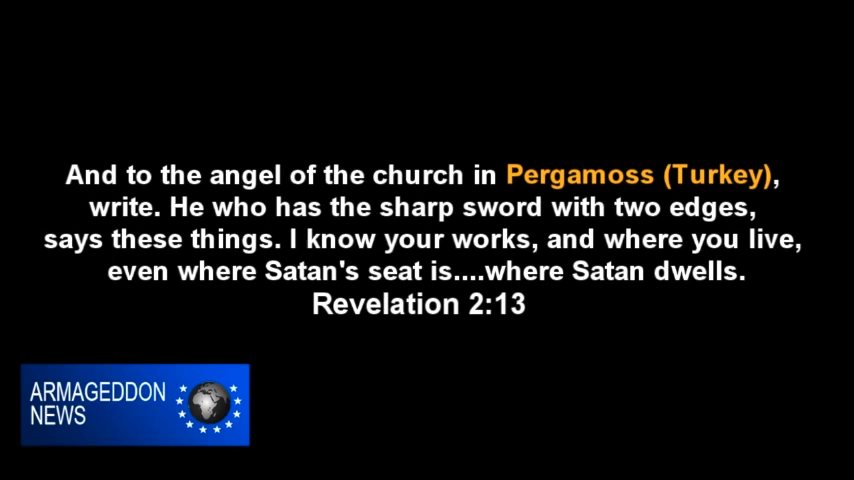 And to the angel of the church in Pergamoss (Turkey),
write. He who has the sharp sword with two edges,
says these things. I know your works, and where you live,
even where Satan's seat is....where Satan dwells.
Revelation 2:13
ARMAGEDDON
NEWS